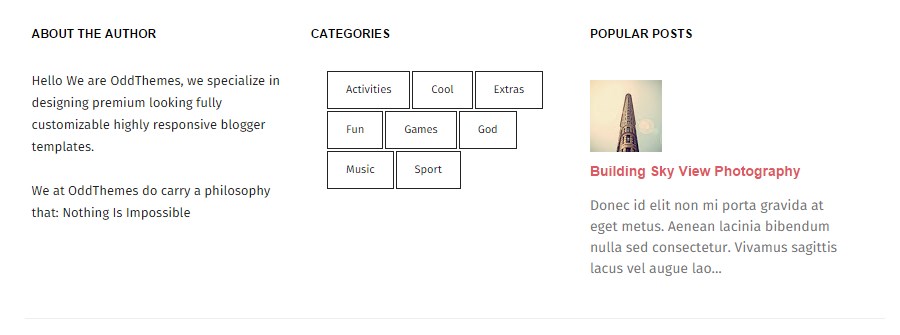 ABOUT THE AUTHOR
Hello We are OddThemes, we specialize in
designing premium looking fully
customizable highly responsive blogger
templates.
We at OddThemes do carry a philosophy
that: Nothing Is Impossible
CATEGORIES
Activities
Cool
Extras
Fun
Games
God
Music
Sport
POPULAR POSTS
Building Sky View Photography
Donec id elit non mi porta gravida at
eget metus. Aenean lacinia bibendum
nulla sed consectetur. Vivamus sagittis
lacus vel augue lao...